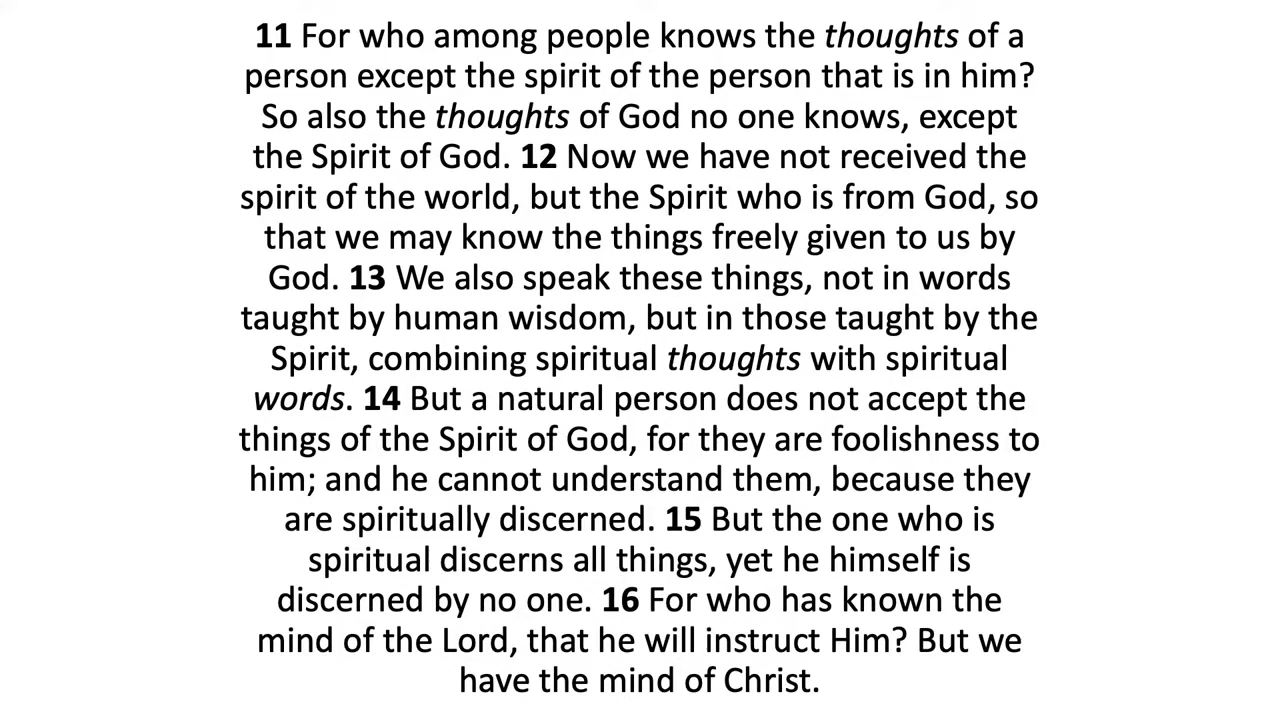 11 For who among people knows the thoughts of a
person except the spirit of the person that is in him?
So also the thoughts of God no one knows, except
the Spirit of God. 12 Now we have not received the
spirit of the world, but the Spirit who is from God, so
that we may know the things freely given to us by
God. 13 We also speak these things, not in words
taught by human wisdom, but in those taught by the
Spirit, combining spiritual thoughts with spiritual
words. 14 But a natural person does not accept the
things of the Spirit of God, for they are foolishness to
him; and he cannot understand them, because they
are spiritually discerned. 15 But the one who is
spiritual discerns all things, yet he himself is
discerned by no one. 16 For who has known the
mind of the Lord, that he will instruct Him? But we
have the mind of Christ.